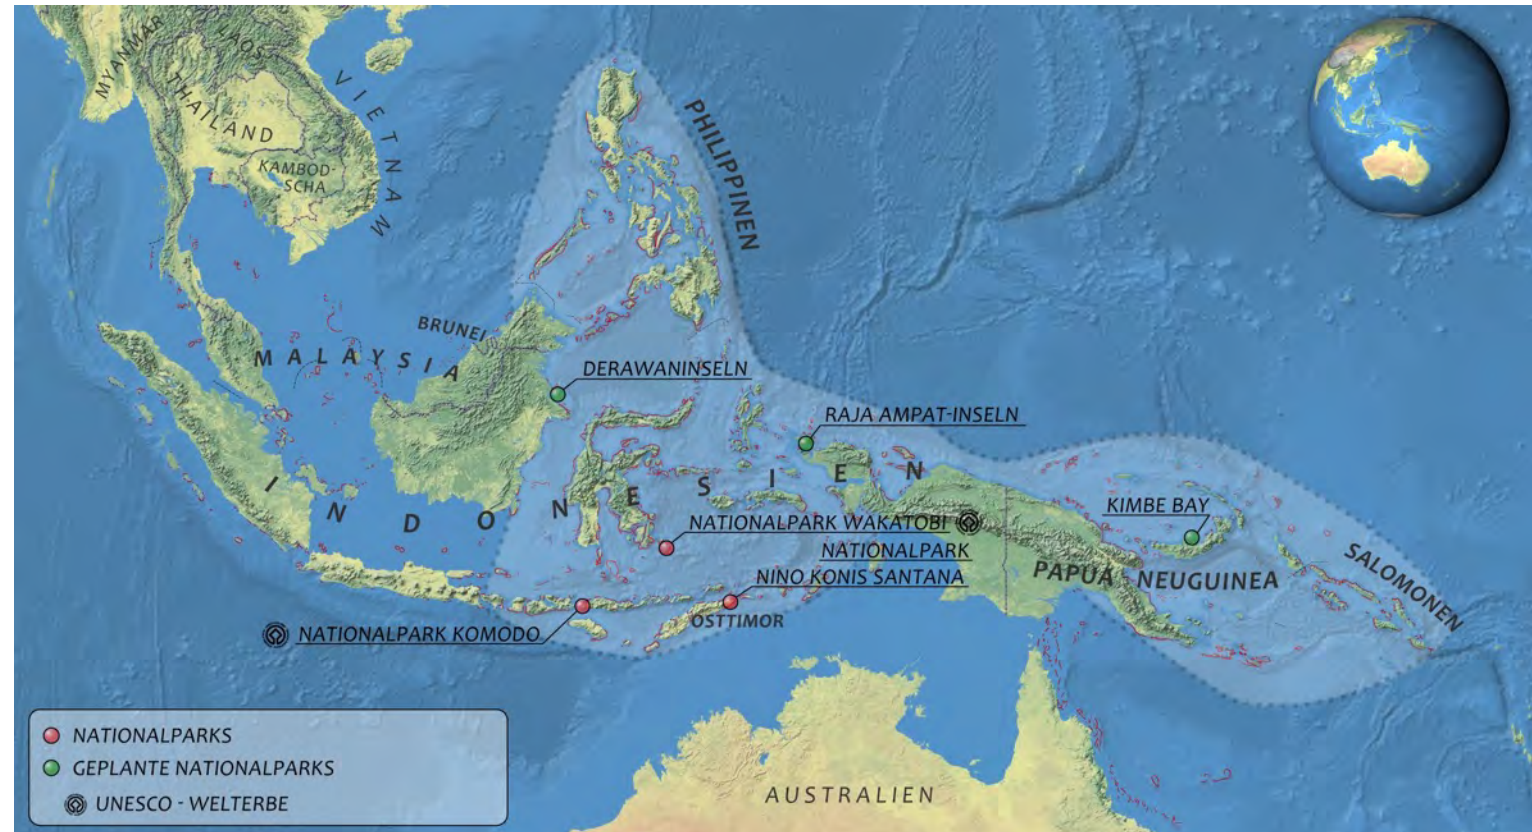 MYANMAR
LAOS
THAILAND
VIETNAM
KAMBOD-
SCHA
PHILIPPINEN
BRUNEI
MALAYSIA
DERAWANINSELN
RAJA AMPAT-INSELN
INDONESIEN
KIMBE BAY
NATIONALPARK WAKATOBI
NATIONALPARK
NINO KONIS SANTANA
PAPUA NEUGUINEA
SALOMONEN
OSTTIMOR
NATIONALPARK KOMODO
NATIONALPARKS
GEPLANTE NATIONALPARKS
UNESCO - WELTERBE
AUSTRALIEN